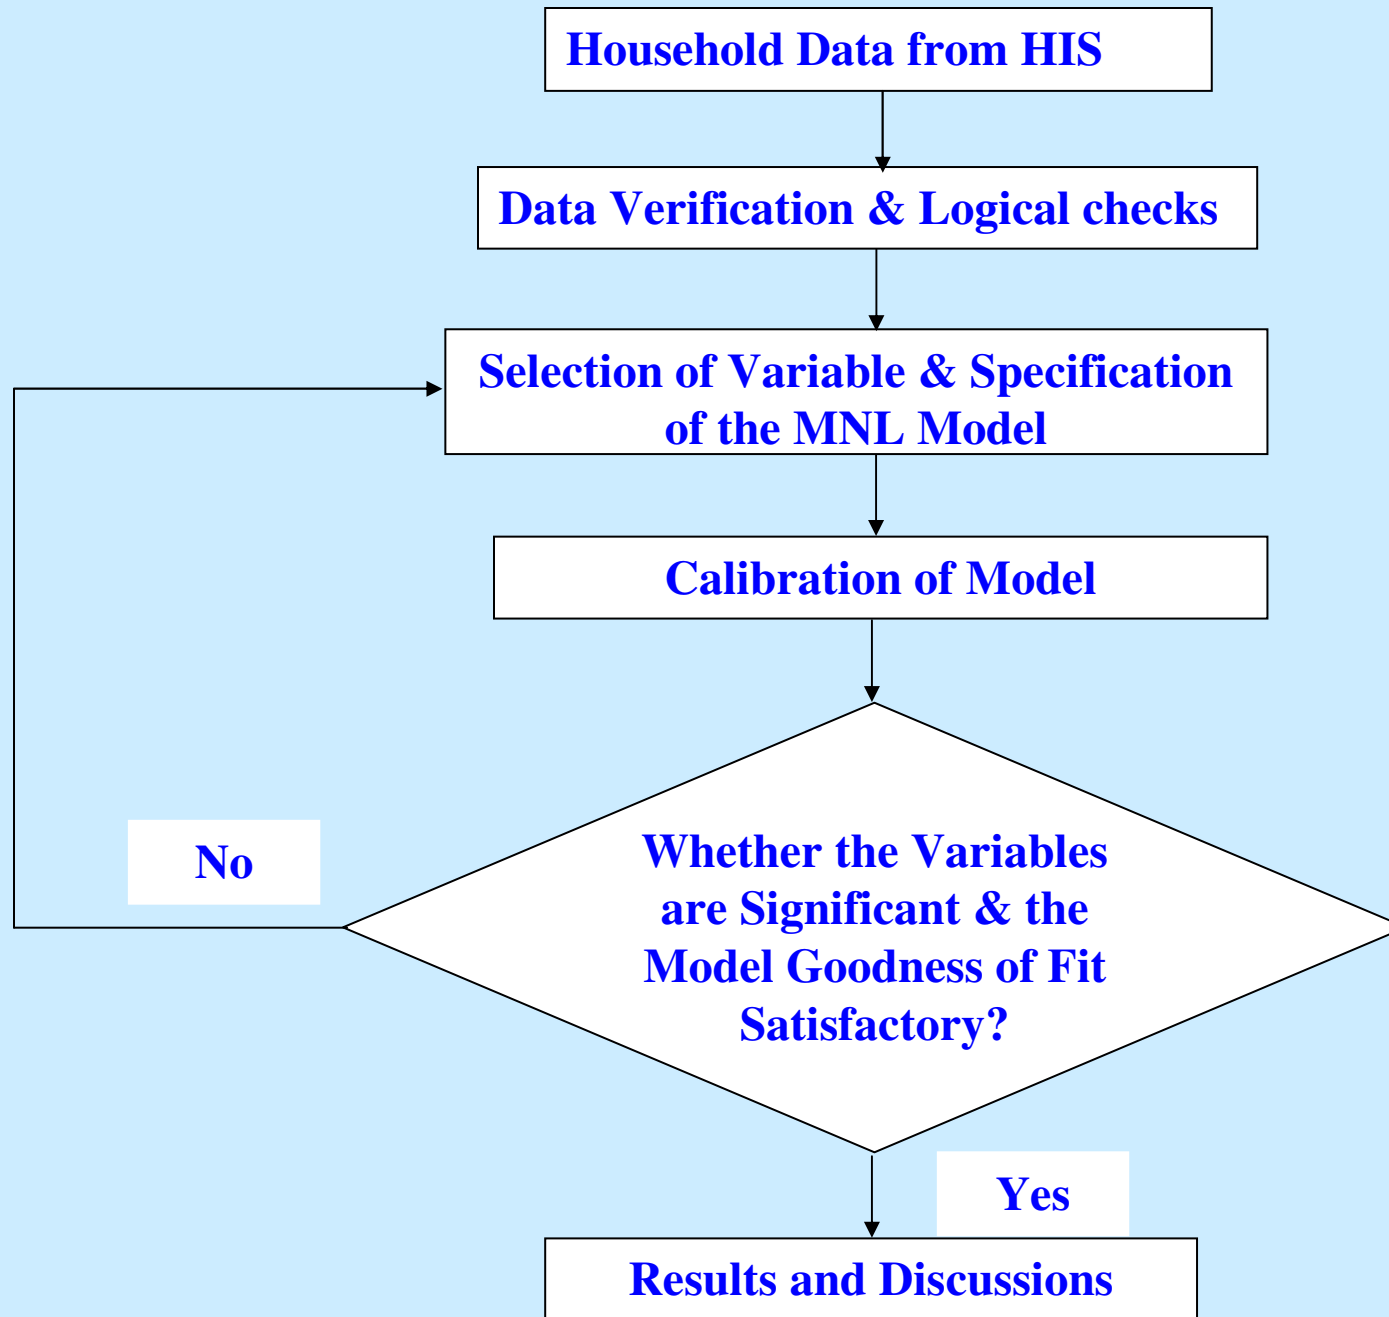 Household Data from HIS
Data Verification & Logical checks
Selection of Variable & Specification
of the MNL Model
Calibration of Model
Whether the Variables
are Significant & the
Model Goodness of Fit
Satisfactory?
No
Yes
Results and Discussions